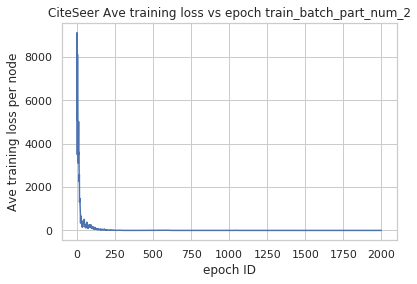 CiteSeer Ave training loss vs epoch train_batch_part_num_2
8000
6000
4000
2000
0
Ave training loss per node
0 250 500 750 1000 1250 1500 1750 2000
epoch ID